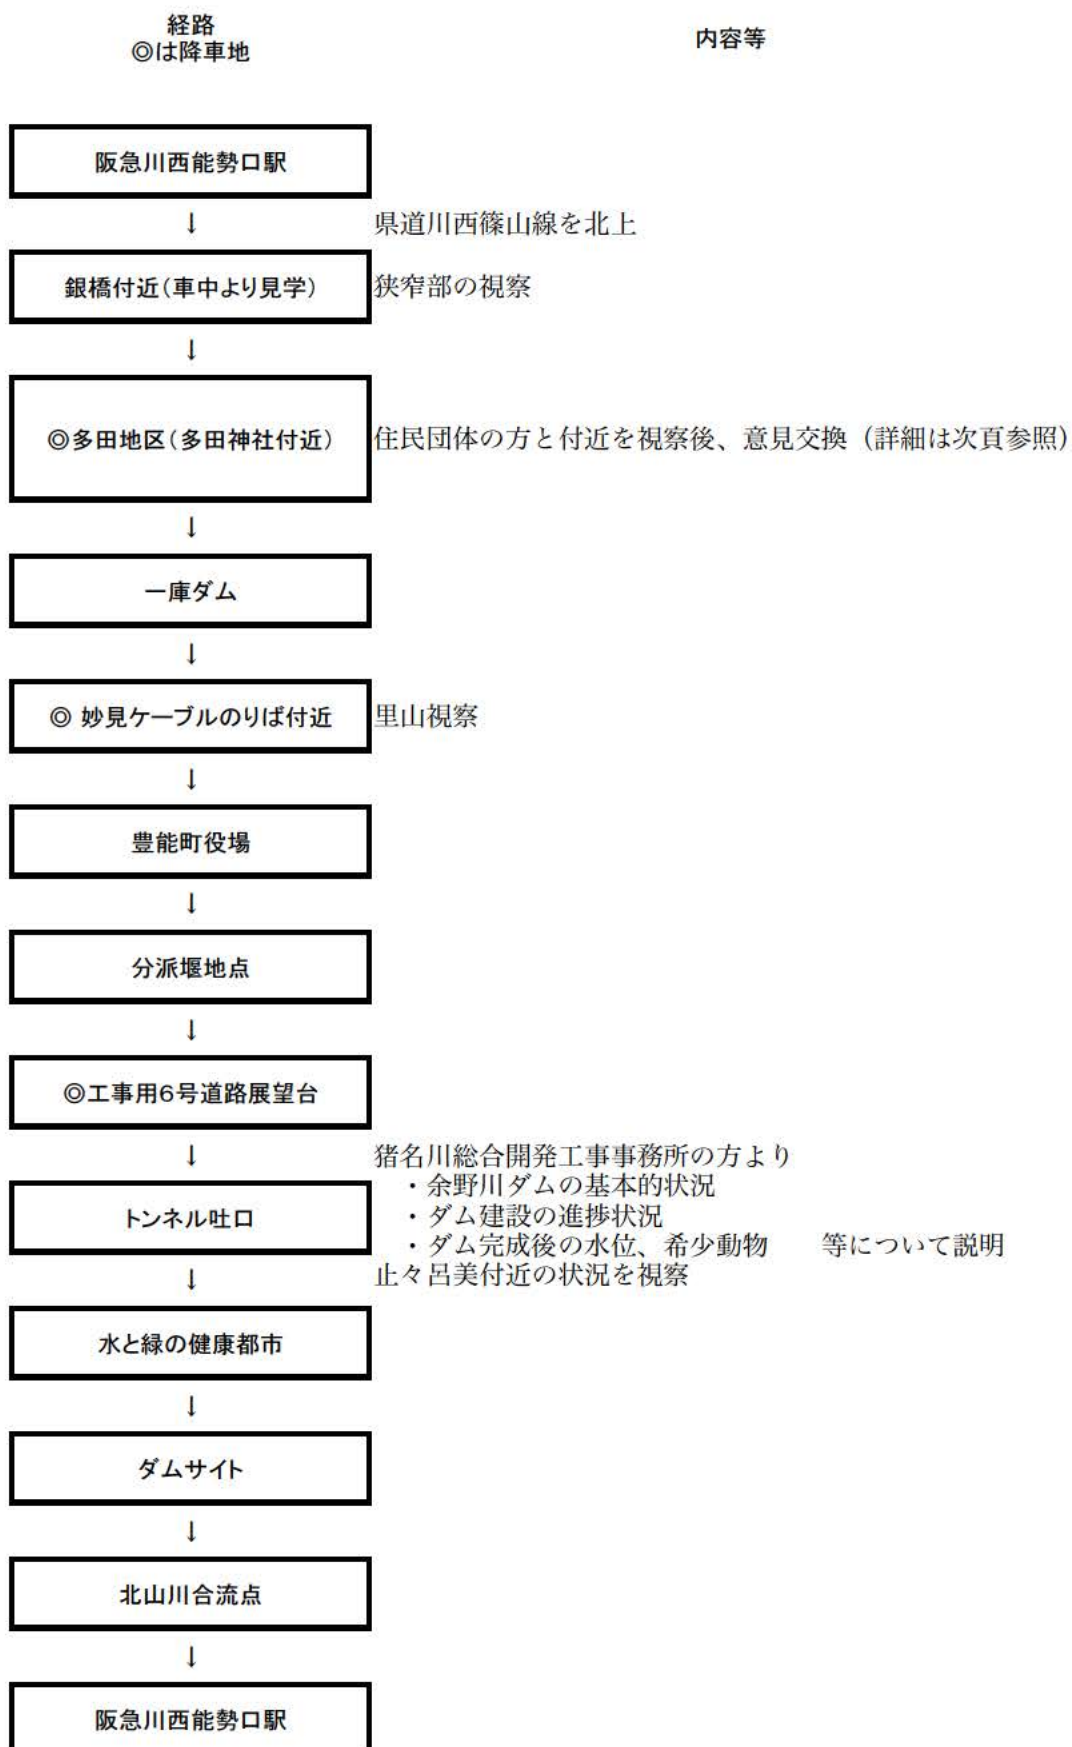 経路
◎は降車地
内容等
阪急川西能勢口駅
↓
県道川西篠山線を北上
銀橋付近(車中より見学)
狭窄部の視察
↓
◎多田地区(多田神社付近)
住民団体の方と付近を視察後、意見交換(詳細は次頁参照)
↓
一庫ダム
↓
◎ 妙見ケーブルのりば付近
里山視察
↓
豊能町役場
↓
分派堰地点
↓
◎工事用6号道路展望台
↓
猪名川総合開発工事事務所の方より
・余野川ダムの基本的状況
トンネル吐口
・ダム建設の進捗状況
・ダム完成後の水位、希少動物 等について説明
止々呂美付近の状況を視察
↓
水と緑の健康都市
↓
ダムサイト
↓
北山川合流点
↓
阪急川西能勢口駅